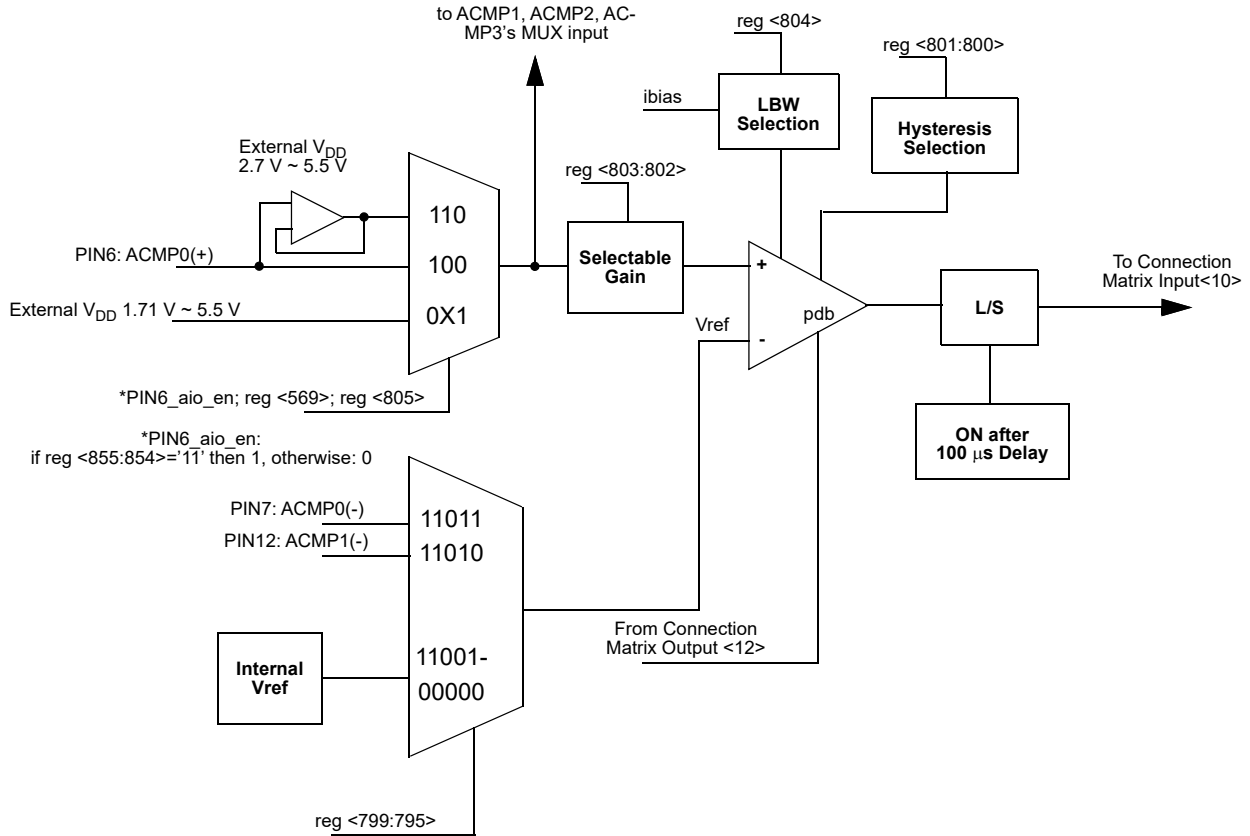 to ACMP1, ACMP2, AC-
MP3's MUX input
reg <804>
reg <801:800>
ibias
LBW
Selection
Hysteresis
Selection
External VDD
2.7 V ~ 5.5 V
reg <803:802>
110
PIN6: ACMP0(+)
100
Selectable
Gain
+
To Connection
Matrix Input<10>
External VDD 1.71 V ~ 5.5 V
0X1
pdb
L/S
Vref
-
*PIN6_aio_en; reg <569>; reg <805>
*PIN6_aio_en:
if reg <855:854>='11' then 1, otherwise: 0
ON after
100 μs Delay
PIN7: ACMP0(-)
11011
PIN12: ACMP1(-)
11010
From Connection
Matrix Output <12>
Internal
Vref
11001-
00000
reg <799:795>